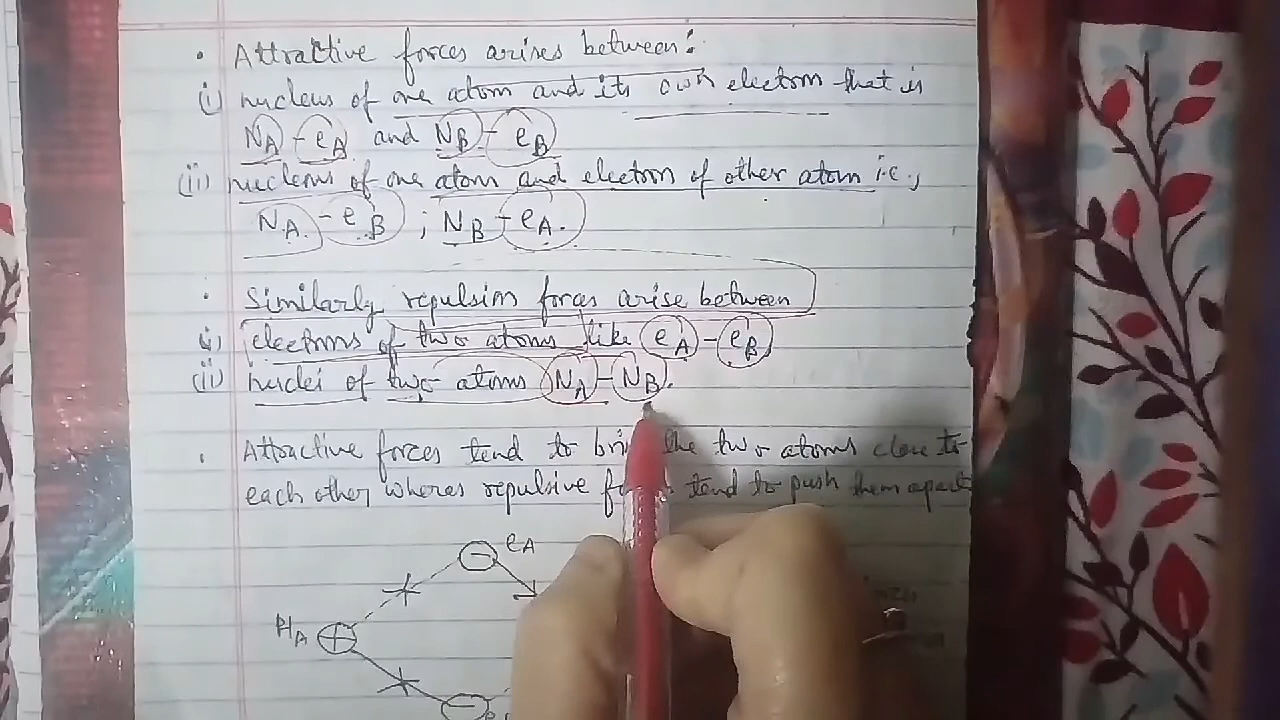 . Attractive forces arises between:
(i) nucleus of one atom and its own electron that is
NA - eA and NB - eB
(ii) nucleus of one atom and electron of other atom i.e.,
NA. - eB ; NB - eA.
. Similarly repulsion forces arise between
i) electrons of two atoms like eA - eB
(ii) nuclei of two atoms NA - NB.
. Attractive forces tend to the two atoms close to
each other wheras repulsive tend to push them apart
eA
HA